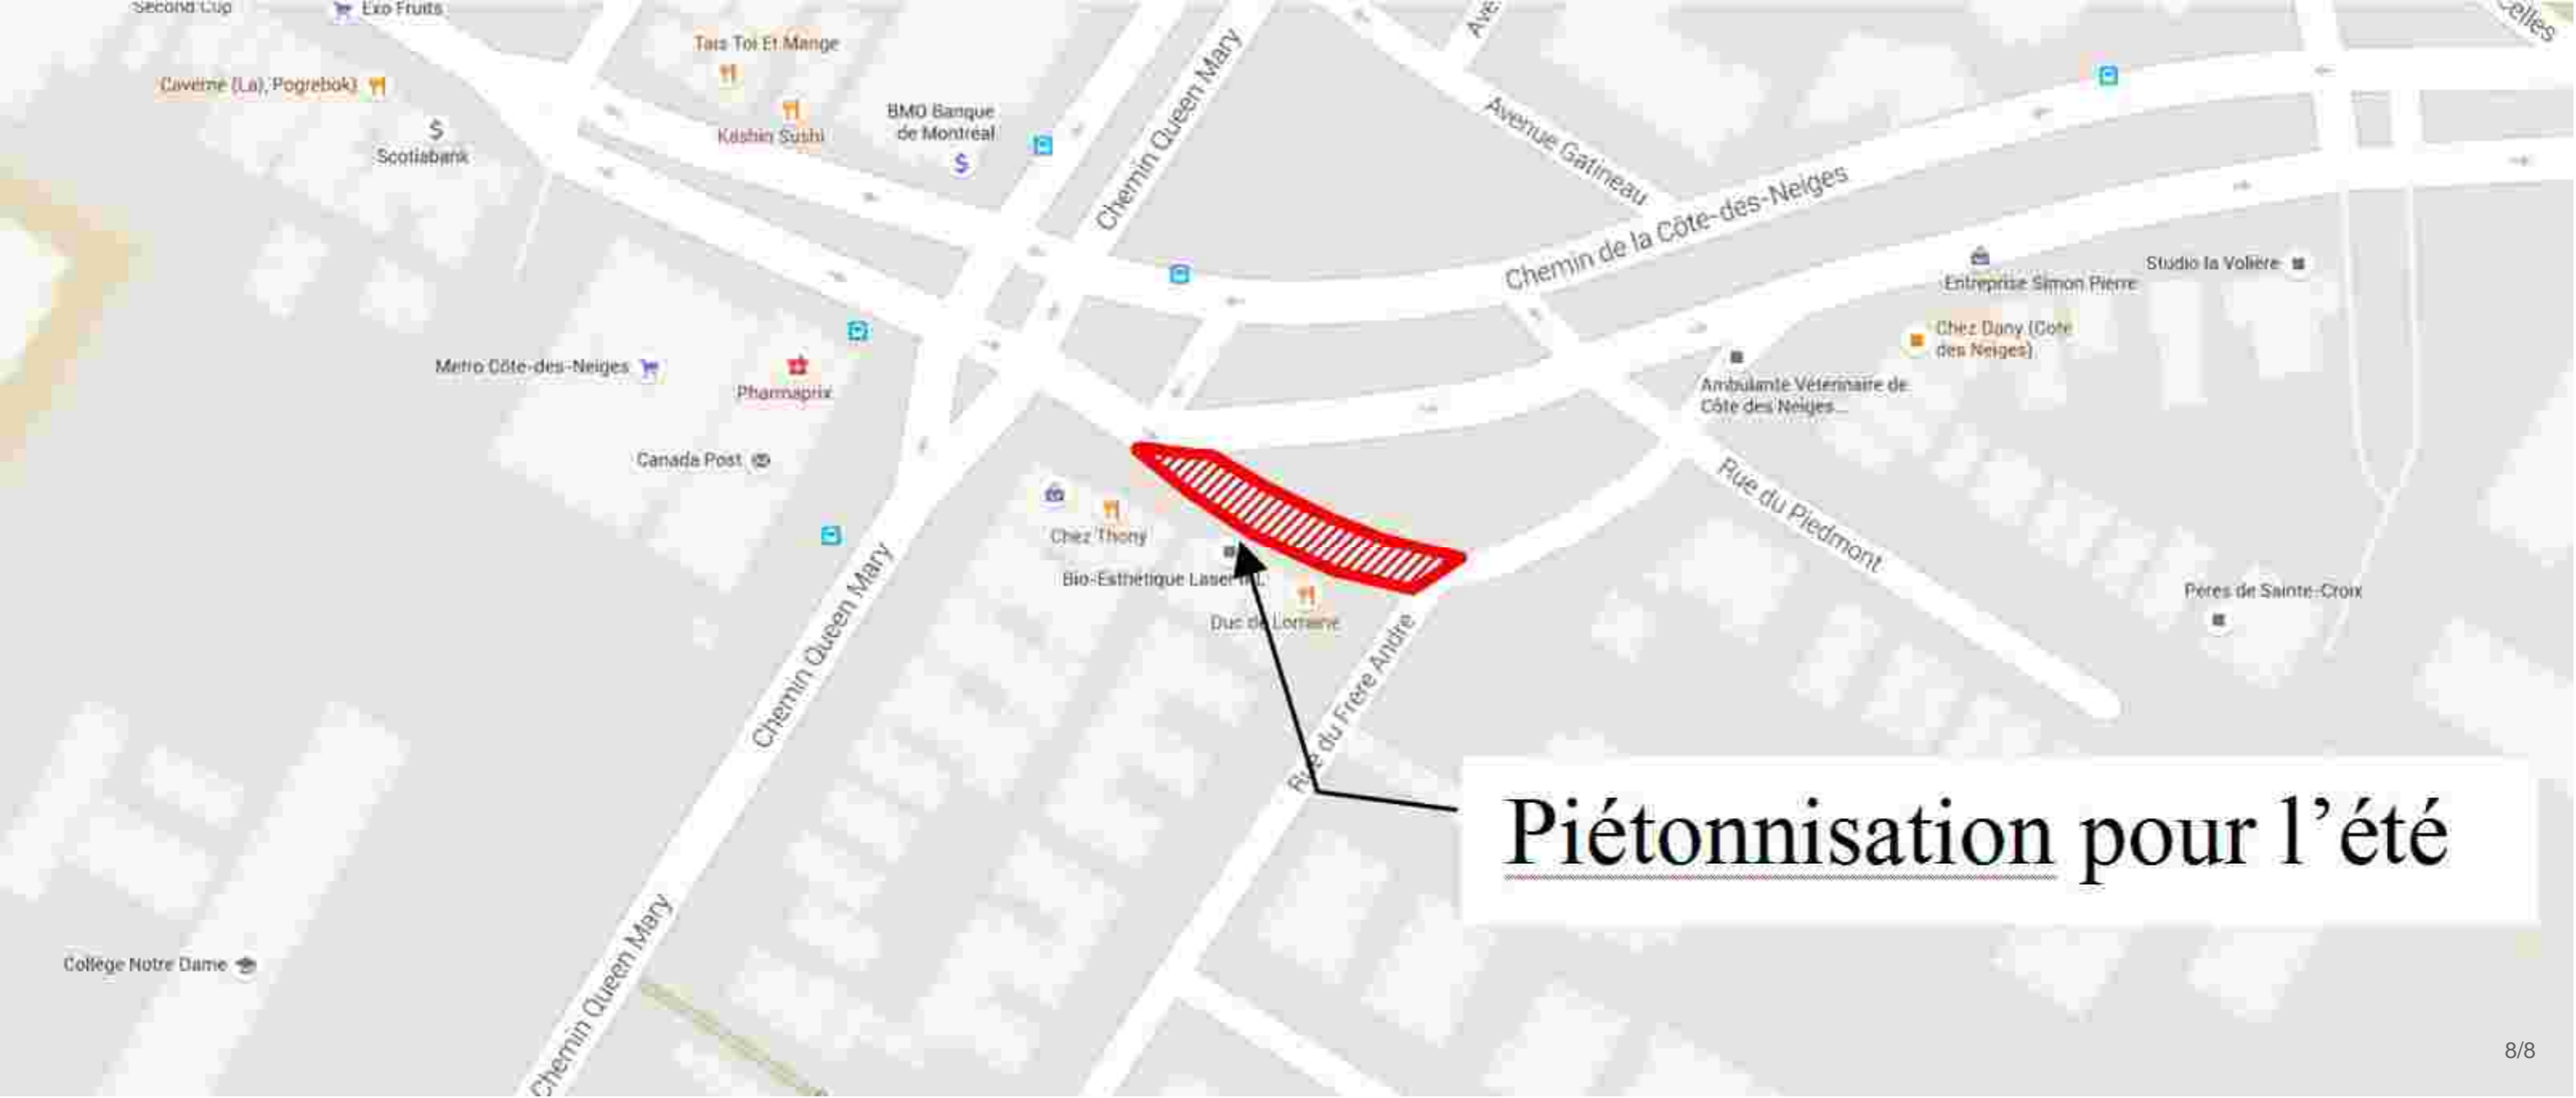 Second Cup
Exo Fruits
Tais Toi Et Mange
Caverne (La), Pogrebok)
BMO Banque
de Montréal
Kashin Sushi
Scotiabank
Chemin Queen Mary
Ave
Avenue Gatineau
Chemin de la Côte-des-Neiges
Entreprise Simon Pierre
Studio la Volière
Chez Dany (Cote
des Neiges)
Metro Côte-des-Neiges
Pharmaprix
Ambulante Véterinaire de
Côte des Neiges...
Canada Post
Chez Thony
Bio-Esthétique Laser
Duc de Lorraine
Rue du Piedmont
Pères de Sainte-Croix
Chemin Queen Mary
Rue du Frère André
Piétonnisation pour l'été
Collège Notre Dame
Chemin Queen Mary
8/8